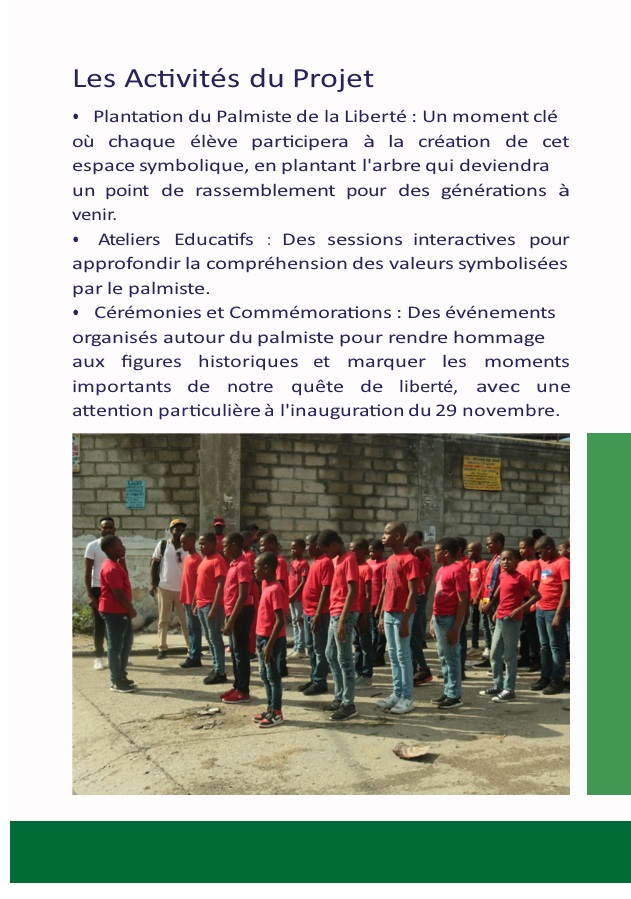 Les Activités du Projet
• Plantation du Palmiste de la Liberté : Un moment clé
où chaque élève participera à la création de cet
espace symbolique, en plantant l'arbre qui deviendra
un point de rassemblement pour des générations à
venir.
• Ateliers Educatifs : Des sessions interactives pour
approfondir la compréhension des valeurs symbolisées
par le palmiste.
• Cérémonies et Commémorations : Des événements
organisés autour du palmiste pour rendre hommage
aux figures historiques et marquer les moments
importants de notre quête de liberté, avec une
attention particulière à l'inauguration du 29 novembre.